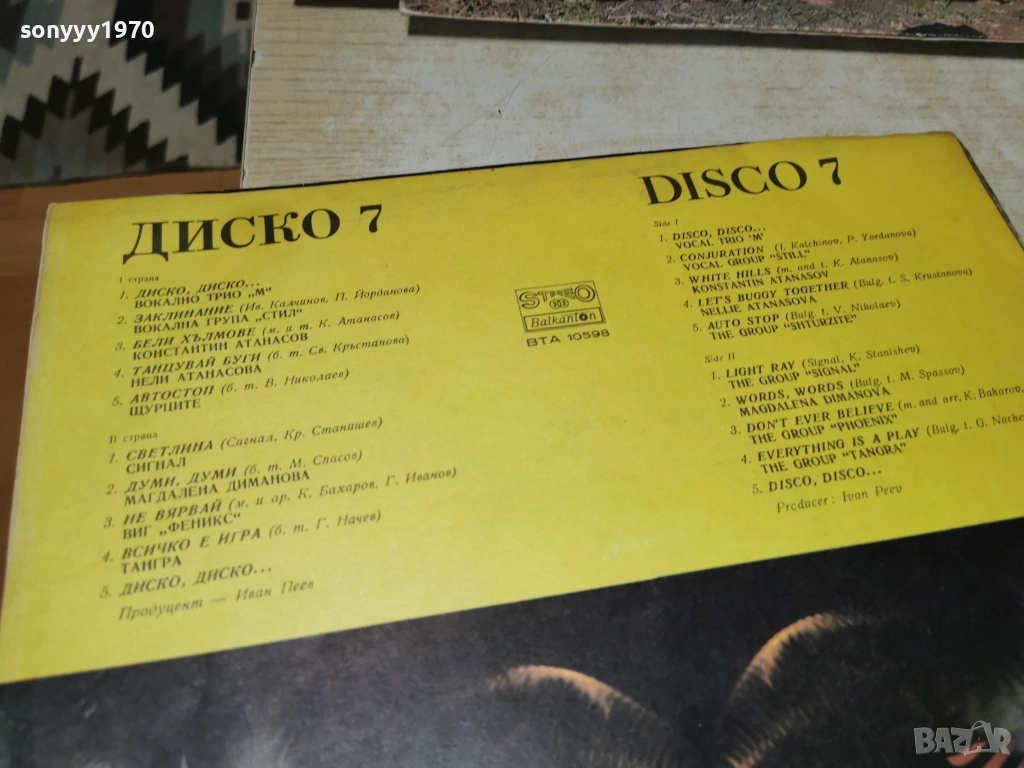 sonyyy1970
ДИСКО 7
I страна
1. ДИСКО, ДИСКО...
ВОКАЛНО ТРИО „М“
2. ЗАКЛИНАНИЕ (Ив. Калчинов, П. Йорданова)
ВОКАЛНА ГРУПА „СТИЛ“
3. БЕЛИ ХЪЛМОВЕ (м. и т. К. Атанасов)
КОНСТАНТИН АТАНАСОВ
4. ТАНЦУВАЙ БУГИ (б. т. Св. Кръстанова)
НЕЛИ АТАНАСОВА
5. АВТОСТОП (б. т. В. Николаев)
ЩУРЦИТЕ
II страна
1. СВЕТЛИНА (Сигнал, Кр. Станишев)
СИГНАЛ
2. ДУМИ, ДУМИ (б. т. М. Спасов)
МАГДАЛЕНА ДИМАНОВА
3. НЕ ВЯРВАЙ (м. и ар. К. Бахаров, Г. Иванов)
ВИГ „ФЕНИКС“
4. ВСИЧКО Е ИГРА (б. т. Г. Начев)
ТАНГРА
5. ДИСКО, ДИСКО...
Продуцент — Иван Пеев
STEREO
33
Balkanton
BTA 10598
DISCO 7
Side I
1. DISCO, DISCO...
VOCAL TRIO 'M'
2. CONJURATION (I. Kalchinov, P. Yordanova)
VOCAL GROUP "STILL"
3. WHITE HILLS (m. and t. K. Atanasov)
KONSTANTIN ATANASOV
4. LET'S BUGGY TOGETHER (Bulg. t. S. Krustanova)
NELLIE ATANASOVA
5. AUTO STOP (Bulg. t. V. Nikolaev)
THE GROUP "SHTURZITE"
Side II
1. LIGHT RAY (Signal, K. Stanishev)
THE GROUP "SIGNAL"
2. WORDS, WORDS (Bulg. t. M. Spassov)
MAGDALENA DIMANOVA
3. DON'T EVER BELIEVE (m. and arr. K. Baharov,
THE GROUP "PHOENIX"
4. EVERYTHING IS A PLAY (Bulg. t. G. Nache
THE GROUP "TANGRA"
5. DISCO, DISCO...
Producer: Ivan Peev
BAZAR